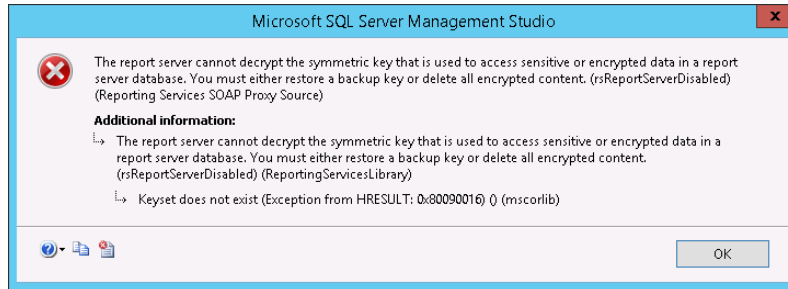 Microsoft SQL Server Management Studio
x
The report server cannot decrypt the symmetric key that is used to access sensitive or encrypted data in a report
server database. You must either restore a backup key or delete all encrypted content. (rsReportServerDisabled)
(Reporting Services SOAP Proxy Source)
Additional information:
The report server cannot decrypt the symmetric key that is used to access sensitive or encrypted data in a
report server database. You must either restore a backup key or delete all encrypted content.
(rsReportServerDisabled) (ReportingServicesLibrary)
Keyset does not exist (Exception from HRESULT: 0x80090016) () (mscorlib)
OK